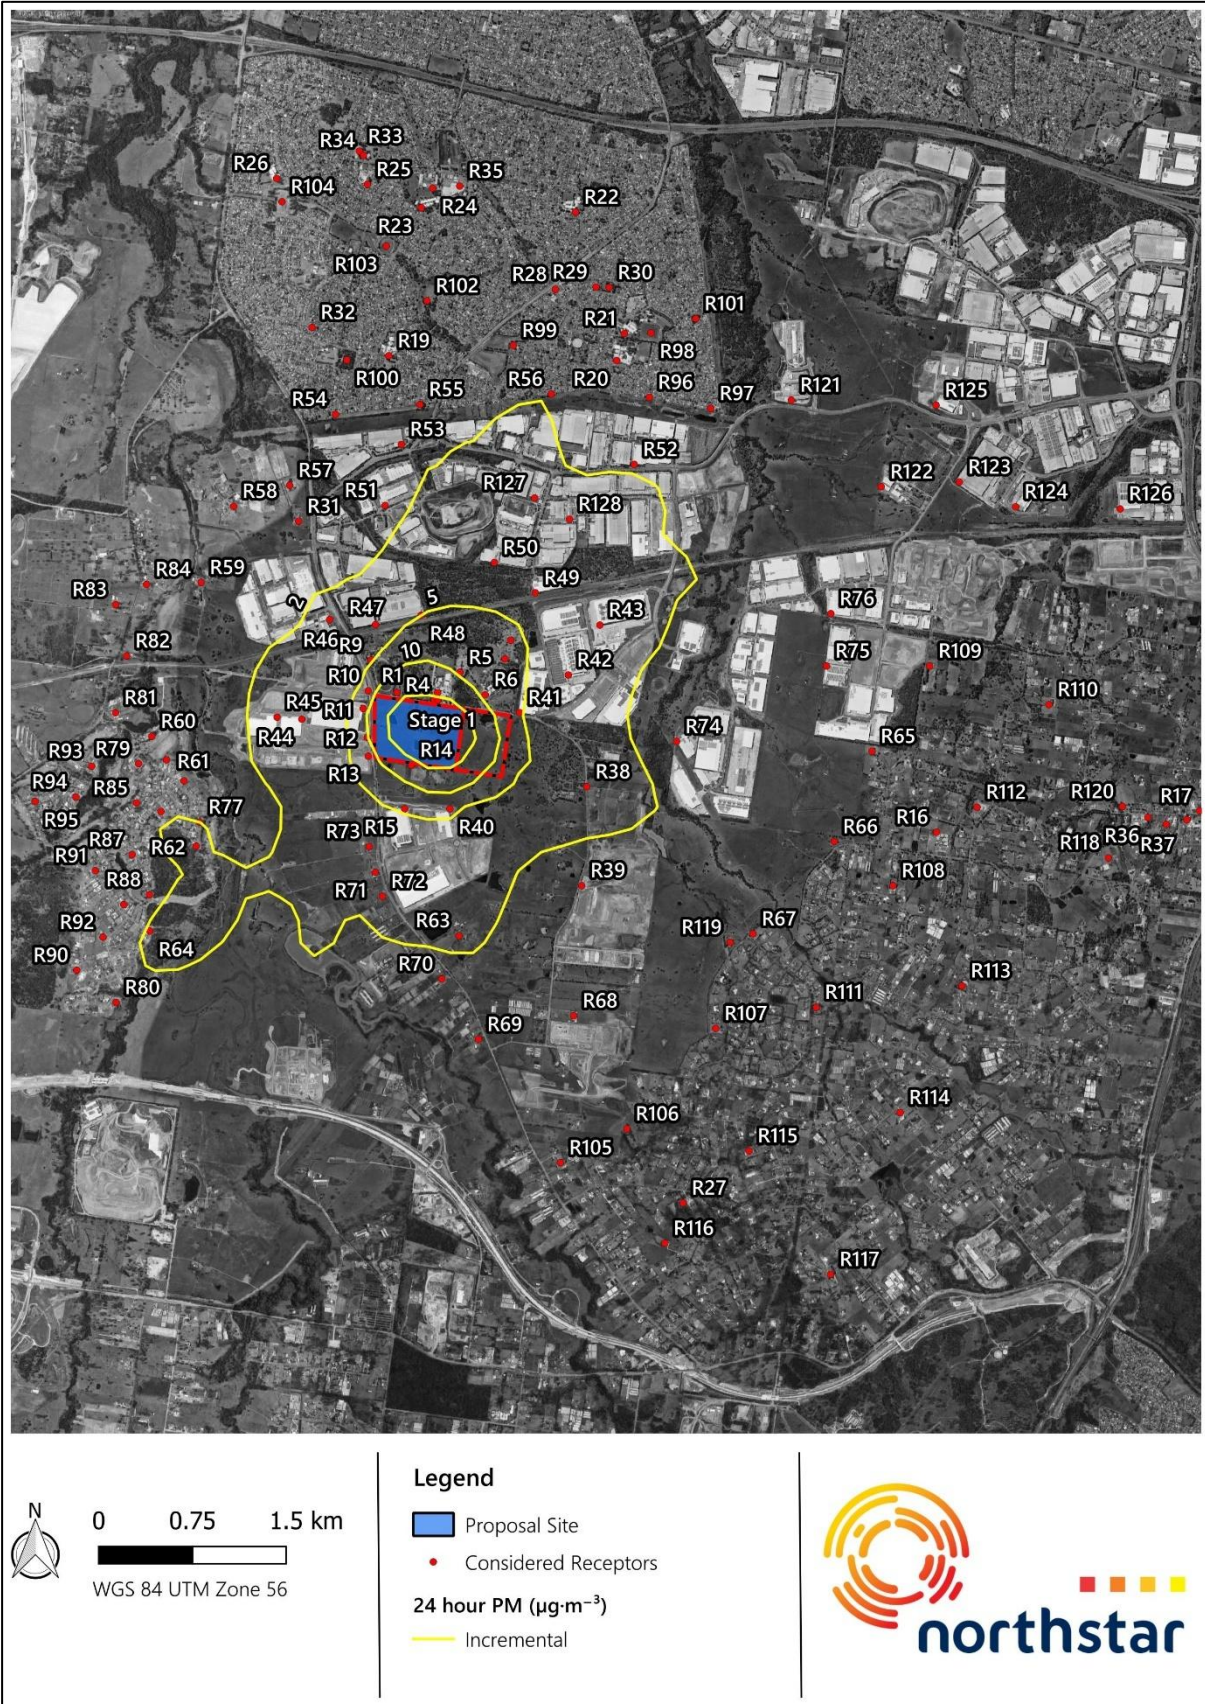 R34
R33
R26
R25
R35
R104
R24
R22
R23
R103
R102
R28
R29
R30
R32
R21
R101
R19
R99
R98
R100
R55
R56
R20
R96
R54
R97
R121
R125
R53
R52
R57
R58
R51
R127
R122
R123
R31
R128
R124
R126
R50
R84
R59
R49
R83
2
R47
5
R43
R76
R46
R82
R9
R48
10
R5
R42
R75
R109
R10
R1
R4
R6
R41
R81
R45
R11
Stage 1
R110
R60
R44
R12
R14
R74
R65
R93
R79
R61
R13
R38
R94
R85
R77
R112
R120
R17
R95
R73
R15
R40
R66
R16
R36
R37
R87
R62
R118
R91
R88
R71
R72
R39
R108
R92
R63
R119
R67
R90
R64
R70
R113
R80
R68
R111
R69
R107
R106
R114
R105
R115
R27
R116
R117
N
0 0.75 1.5 km
WGS 84 UTM Zone 56
Legend
Proposal Site
Considered Receptors
24 hour PM (µg·m⁻³)
Incremental
northstar